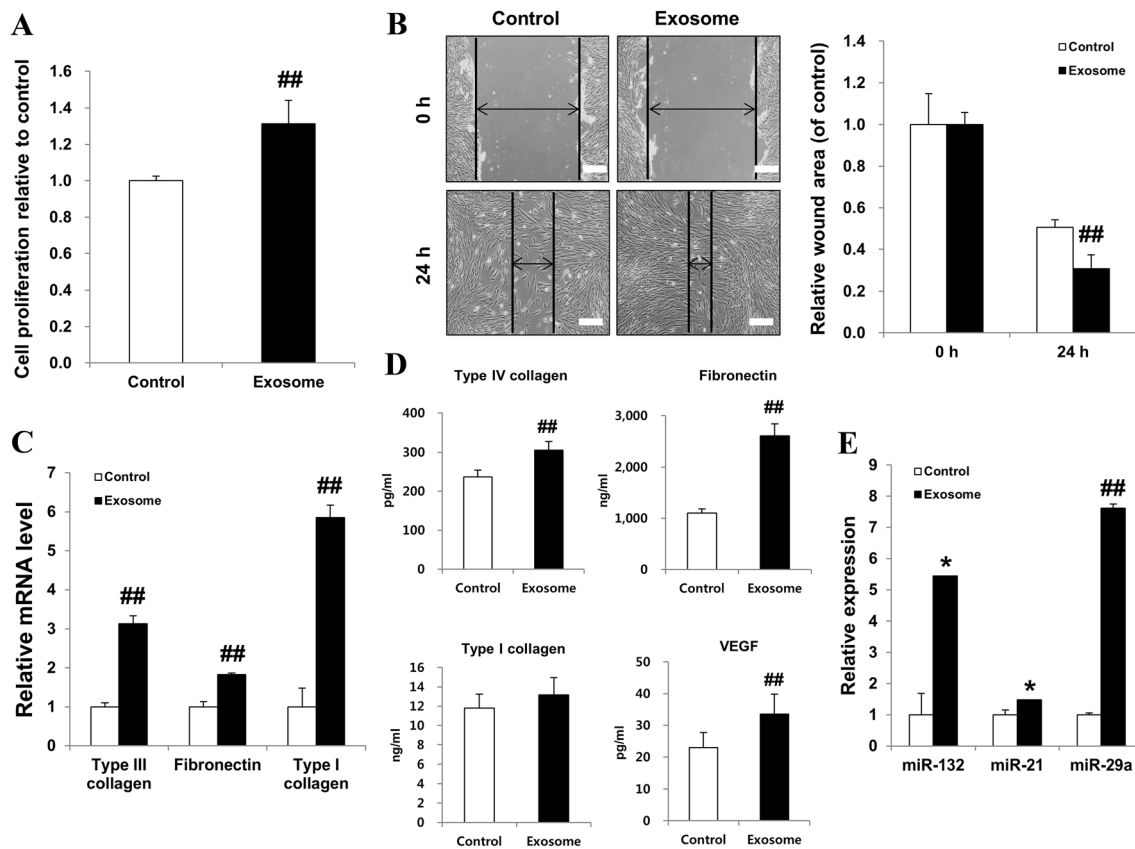 A
Cell proliferation relative to control
1.6
1.4
1.2
1.0
0.8
0.6
0.4
0.2
0.0
##
Control
Exosome
B
Control
Exosome
0 h
24 h
Relative wound area (of control)
1.4
1.2
1.0
0.8
0.6
0.4
0.2
0.0
Control
Exosome
##
0 h
24 h
C
Relative mRNA level
7
6
5
4
3
2
1
0
Control
Exosome
##
##
##
Type III
collagen
Fibronectin
Type I
collagen
D
Type IV collagen
pg/ml
400
300
200
100
0
##
Control
Exosome
Fibronectin
ng/ml
3,000
2,000
1,000
0
##
Control
Exosome
Type I collagen
ng/ml
16
14
12
10
8
6
4
2
0
Control
Exosome
VEGF
pg/ml
50
40
30
20
10
0
##
Control
Exosome
E
Relative expression
9
8
7
6
5
4
3
2
1
0
Control
Exosome
*
*
##
miR-132
miR-21
miR-29a